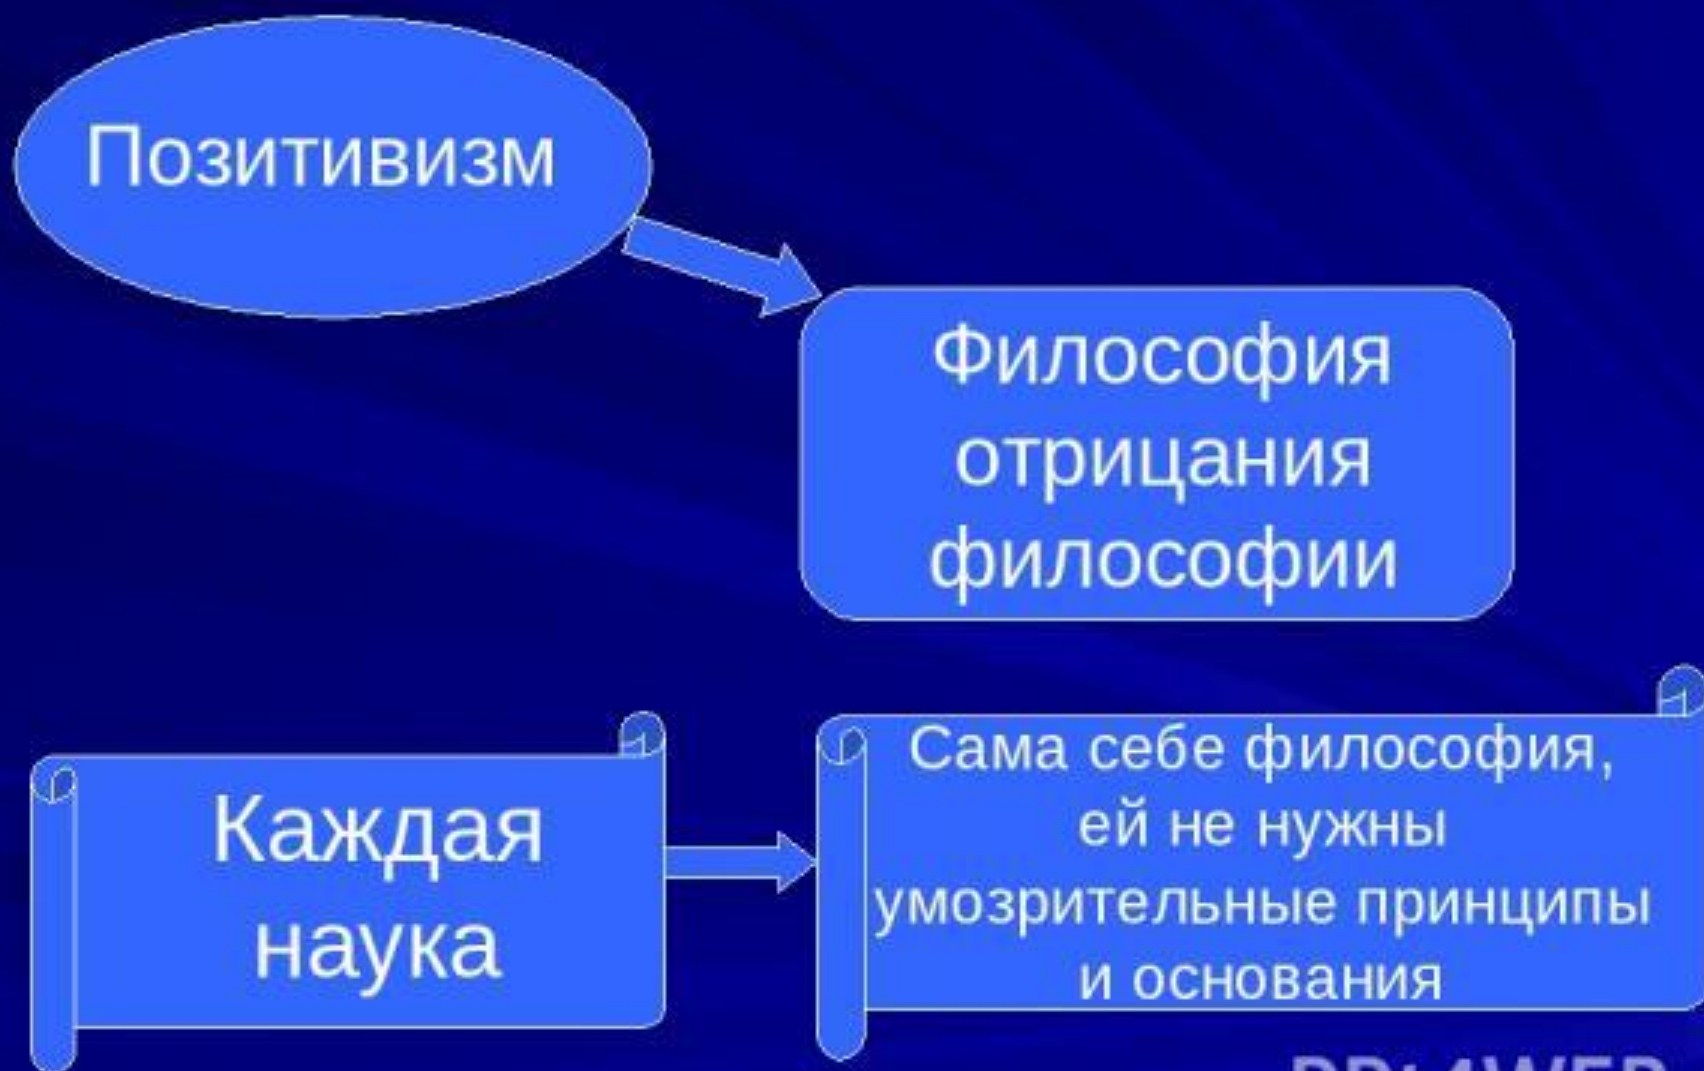 Позитивизм
Философия
отрицания
философии
Каждая
наука
Сама себе философия,
ей не нужны
умозрительные принципы
и основания